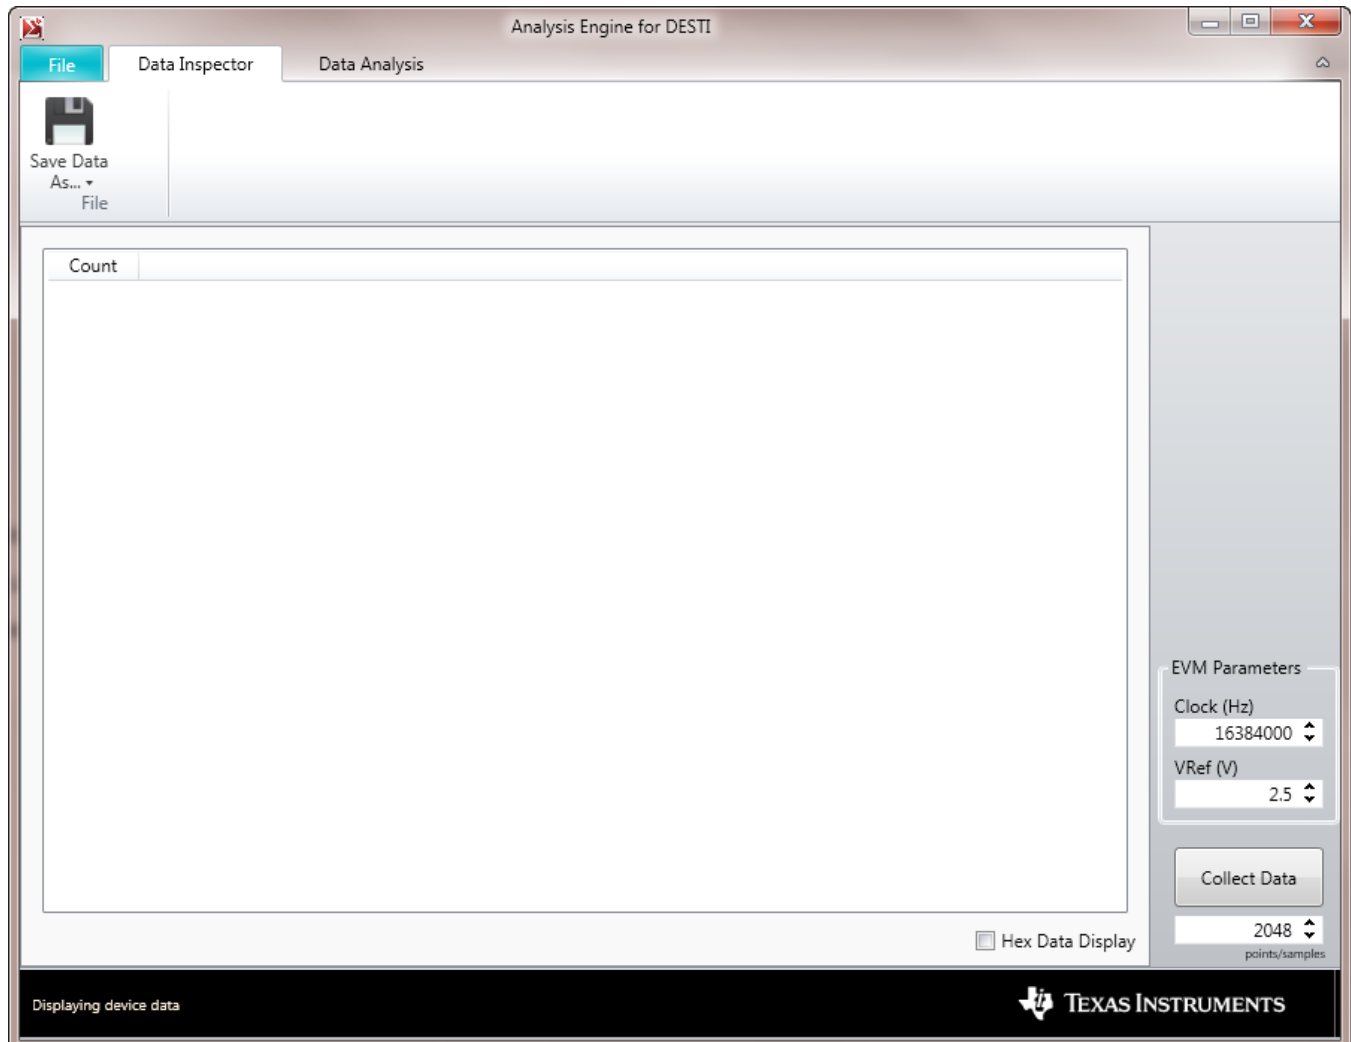 Analysis Engine for DESTI
File
Data Inspector
Data Analysis
Save Data
As...
File
Count
EVM Parameters
Clock (Hz)
16384000
VRef (V)
2.5
Collect Data
2048
points/samples
Hex Data Display
Displaying device data
TEXAS INSTRUMENTS